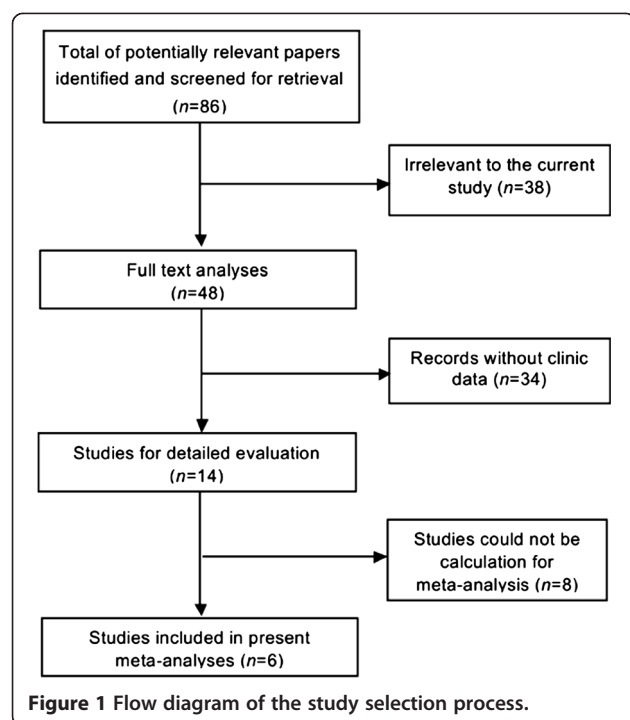 Total of potentially relevant papers
identified and screened for retrieval
(n=86)
Irrelevant to the current
study (n=38)
Full text analyses
(n=48)
Records without clinic
data (n=34)
Studies for detailed evaluation
(n=14)
Studies could not be
calculation for
meta-analysis (n=8)
Studies included in present
meta-analyses (n=6)
Figure 1 Flow diagram of the study selection process.